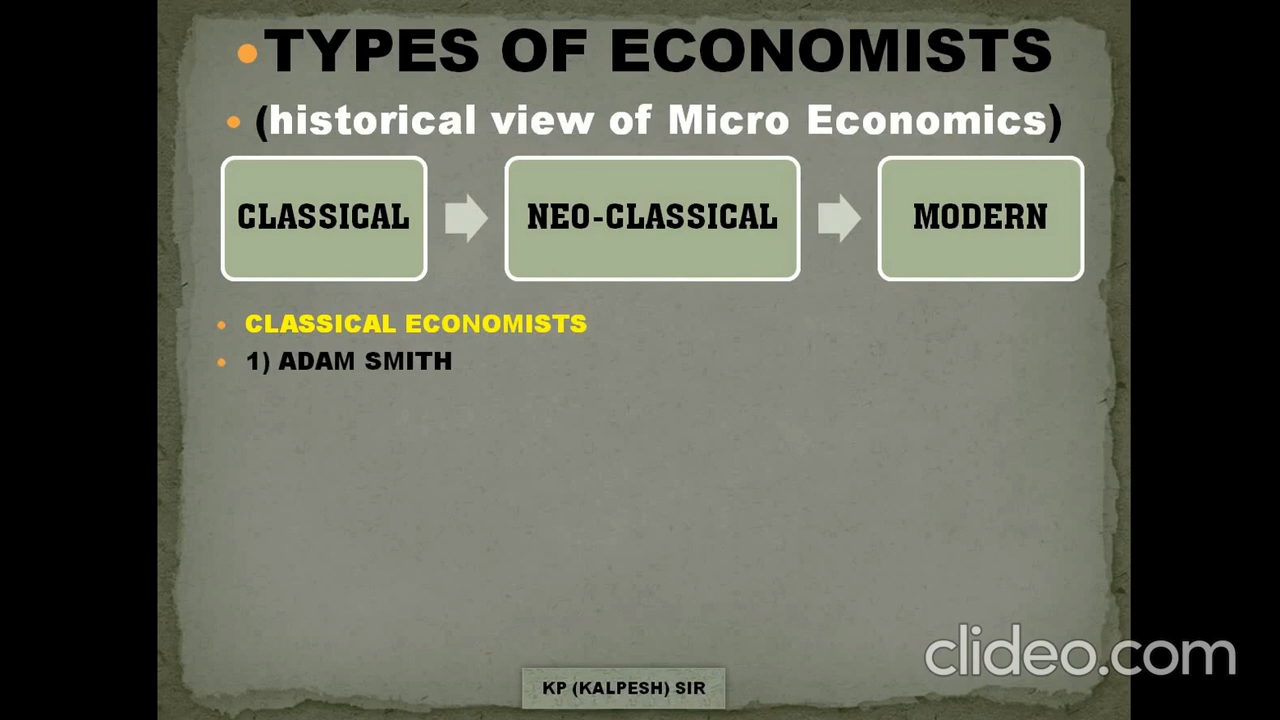 •TYPES OF ECONOMISTS
• (historical view of Micro Economics)
CLASSICAL
NEO-CLASSICAL
MODERN
• CLASSICAL ECONOMISTS
• 1) ADAM SMITH
clideo.com
KP (KALPESH) SIR